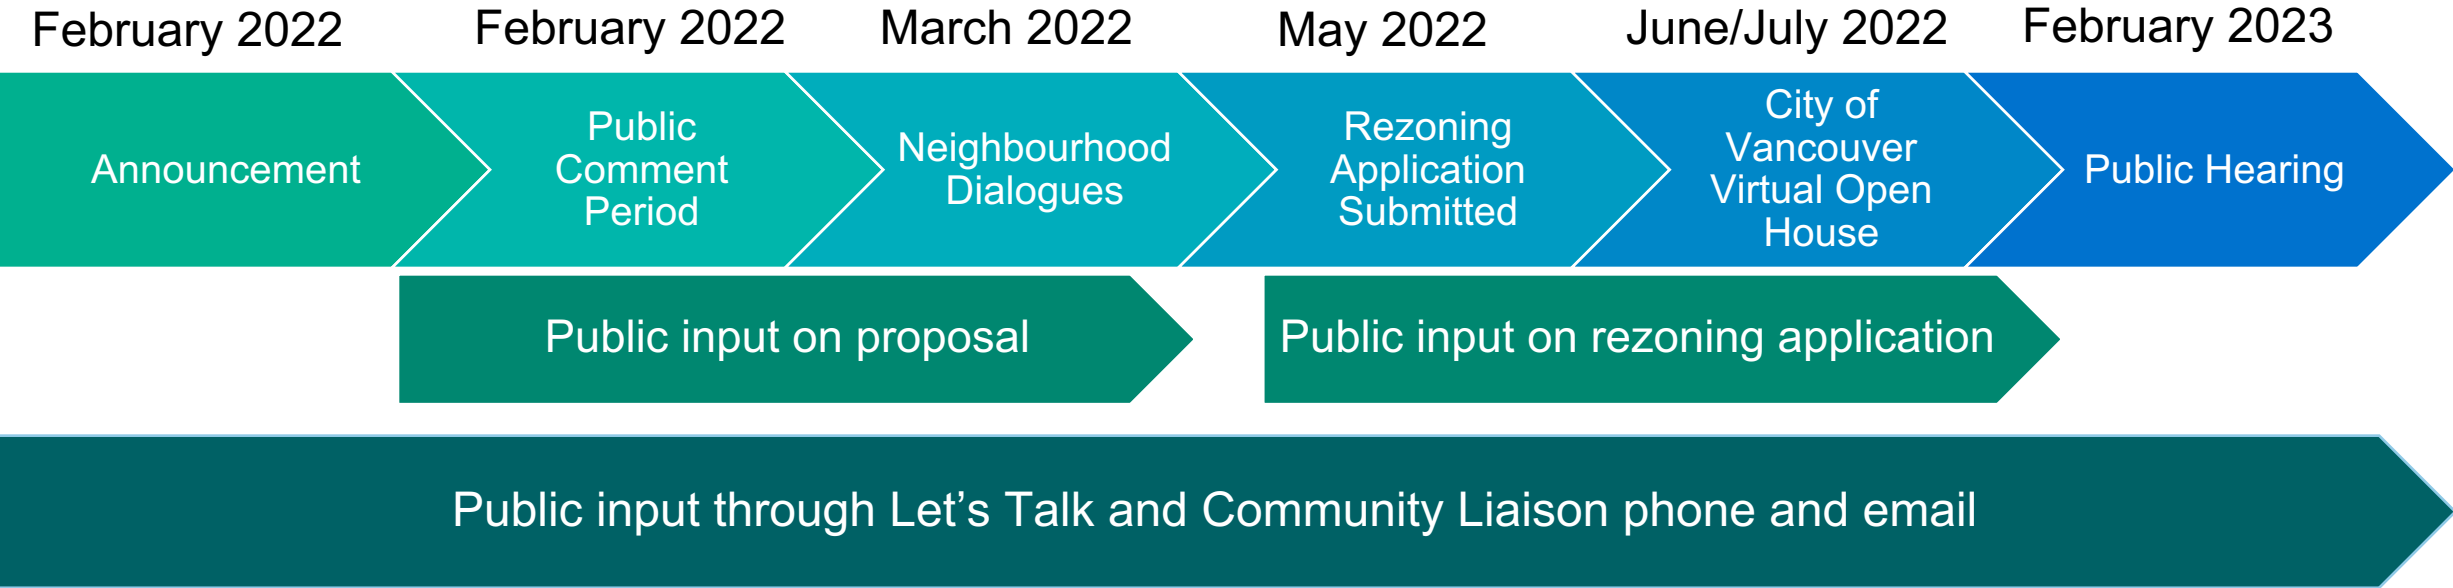 February 2022
February 2022
March 2022
May 2022
June/July 2022
February 2023
Announcement
Public
Comment
Period
Neighbourhood
Dialogues
Rezoning
Application
Submitted
City of
Vancouver
Virtual Open
House
Public Hearing
Public input on proposal
Public input on rezoning application
Public input through Let’s Talk and Community Liaison phone and email